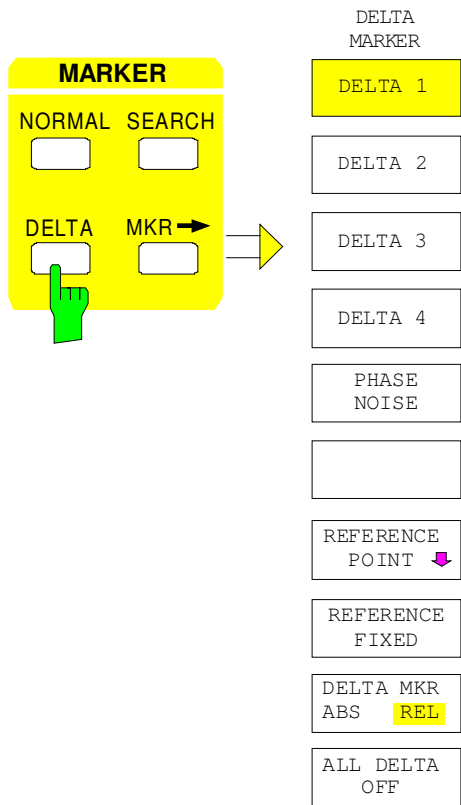 MARKER
NORMAL SEARCH
DELTA MKR
DELTA
MARKER
DELTA 1
DELTA 2
DELTA 3
DELTA 4
PHASE
NOISE
REFERENCE
POINT
REFERENCE
FIXED
DELTA MKR
ABS REL
ALL DELTA
OFF